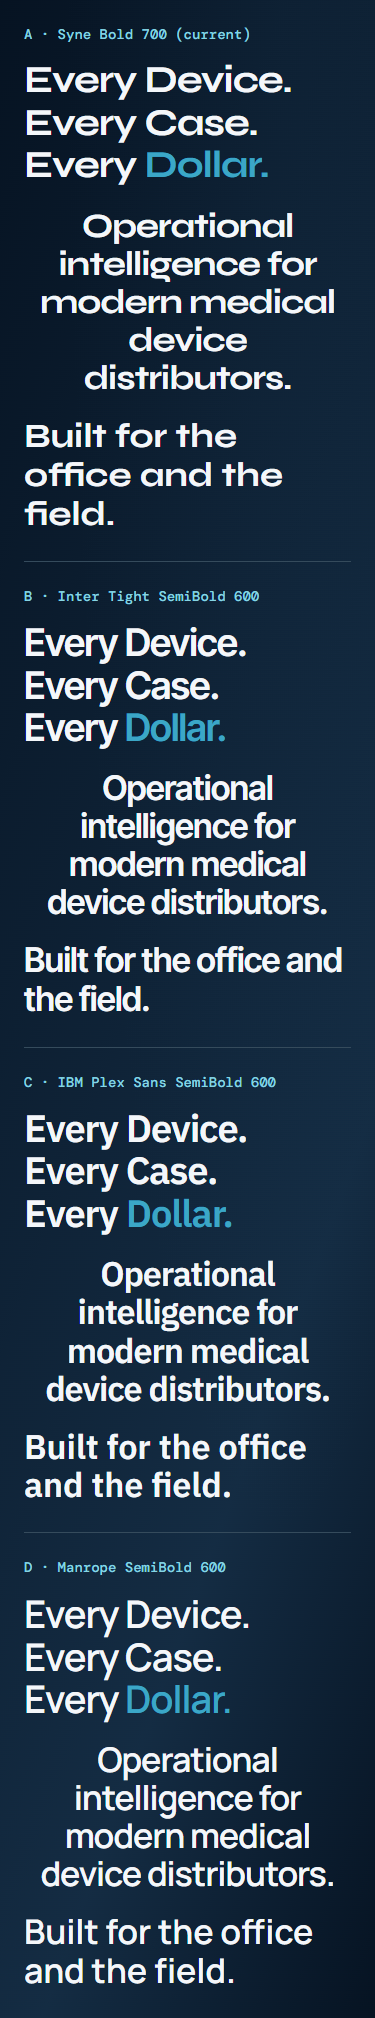 A · Syne Bold 700 (current)
Every Device.
Every Case.
Every Dollar.
Operational
intelligence for
modern medical
device
distributors.
Built for the
office and the
field.
B · Inter Tight SemiBold 600
Every Device.
Every Case.
Every Dollar.
Operational
intelligence for
modern medical
device distributors.
Built for the office and
the field.
C · IBM Plex Sans SemiBold 600
Every Device.
Every Case.
Every Dollar.
Operational
intelligence for
modern medical
device distributors.
Built for the office
and the field.
D · Manrope SemiBold 600
Every Device.
Every Case.
Every Dollar.
Operational
intelligence for
modern medical
device distributors.
Built for the office
and the field.